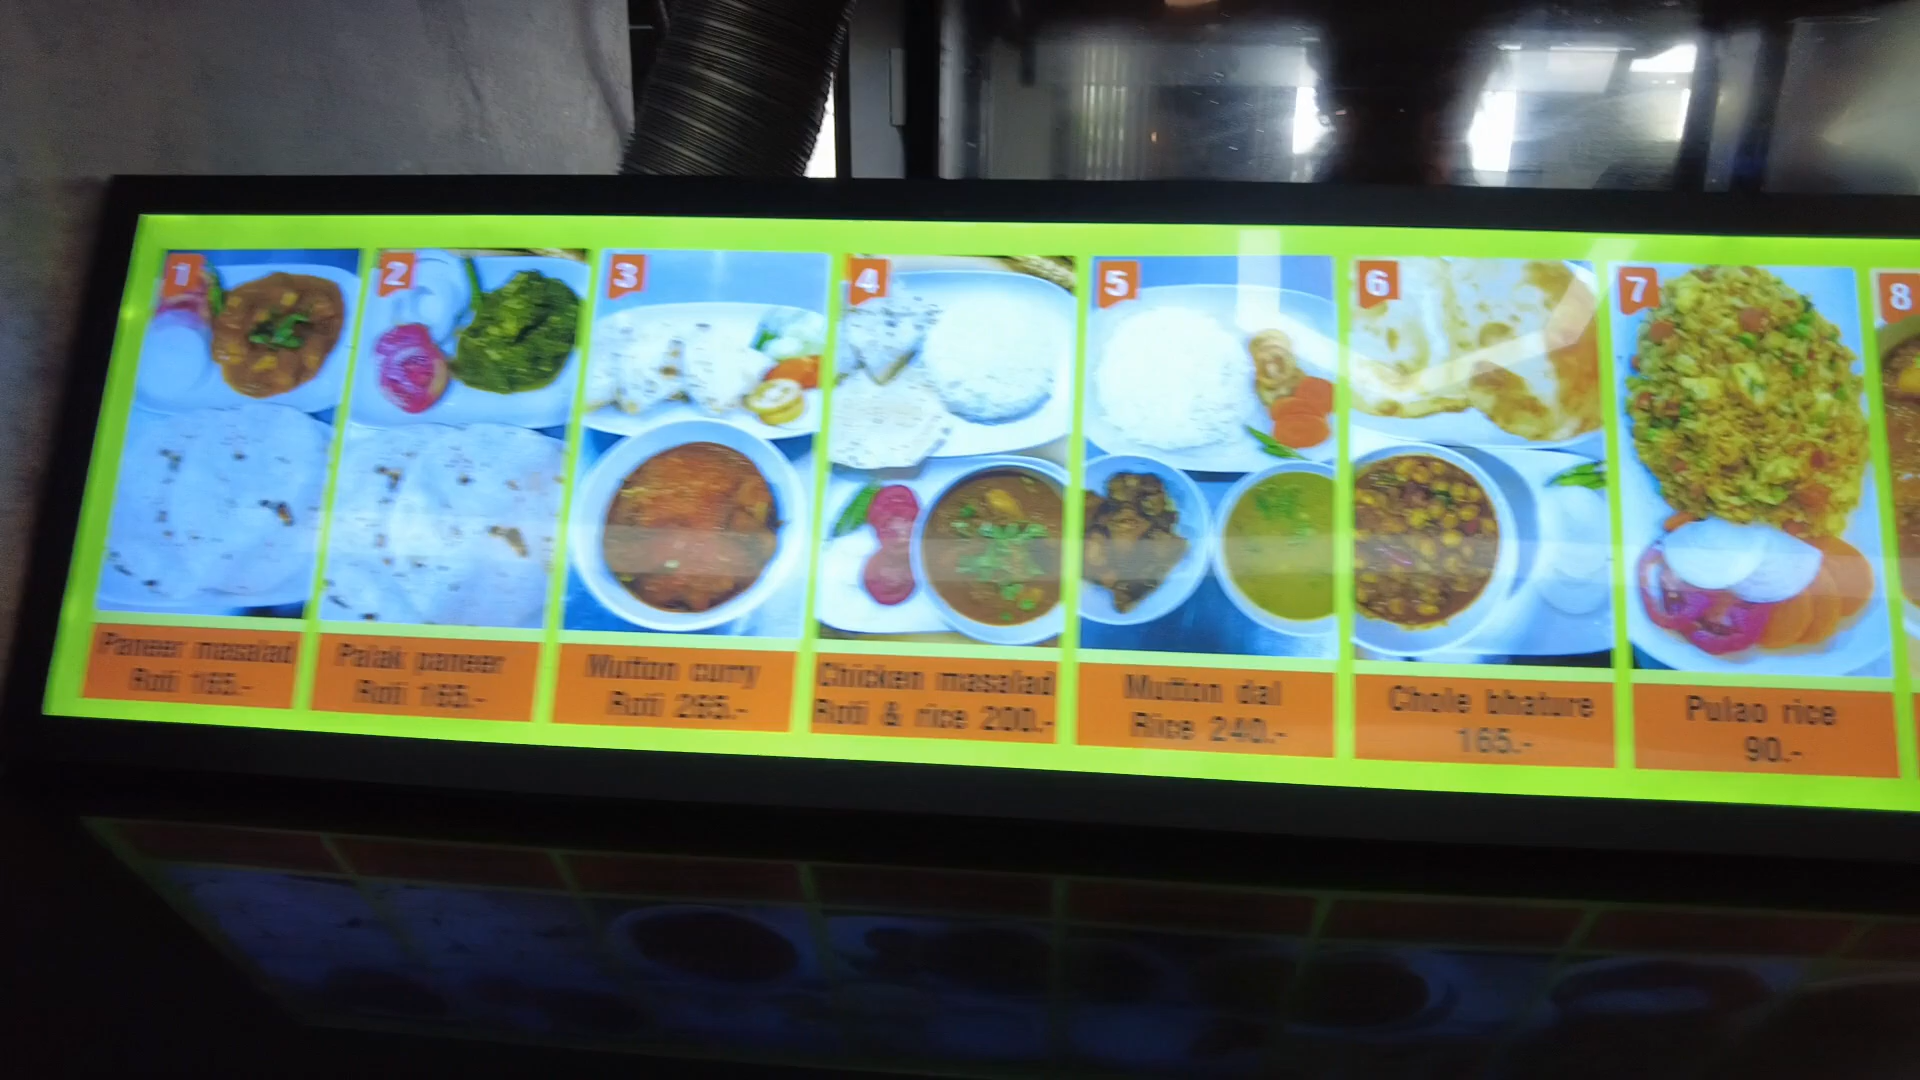 1
2
3
4
5
6
7
8
Paneer masalad
Roti 165.-
Palak paneer
Roti 165.-
Mutton curry
Roti 265.-
Chicken masalad
Roti & rice 200.-
Mutton dal
Rice 240.-
Chole bhature
165.-
Pulao rice
90.-